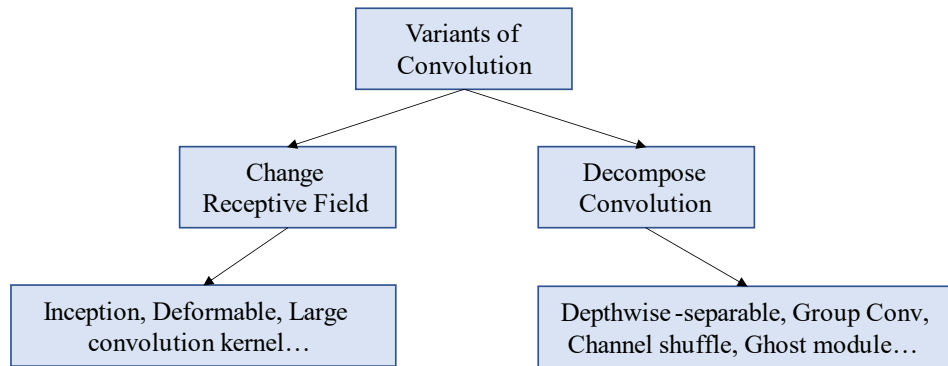 Variants of
Convolution
Change
Receptive Field
Decompose
Convolution
Inception, Deformable, Large
convolution kernel…
Depthwise-separable, Group Conv,
Channel shuffle, Ghost module…